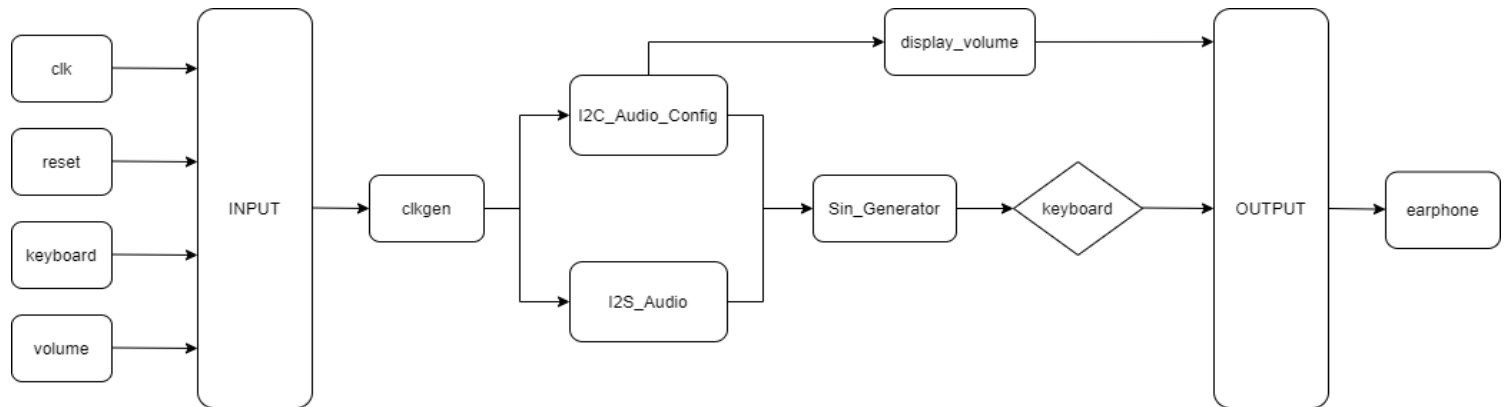 clk
reset
keyboard
volume
INPUT
clkgen
I2C_Audio_Config
I2S_Audio
display_volume
Sin_Generator
keyboard
OUTPUT
earphone